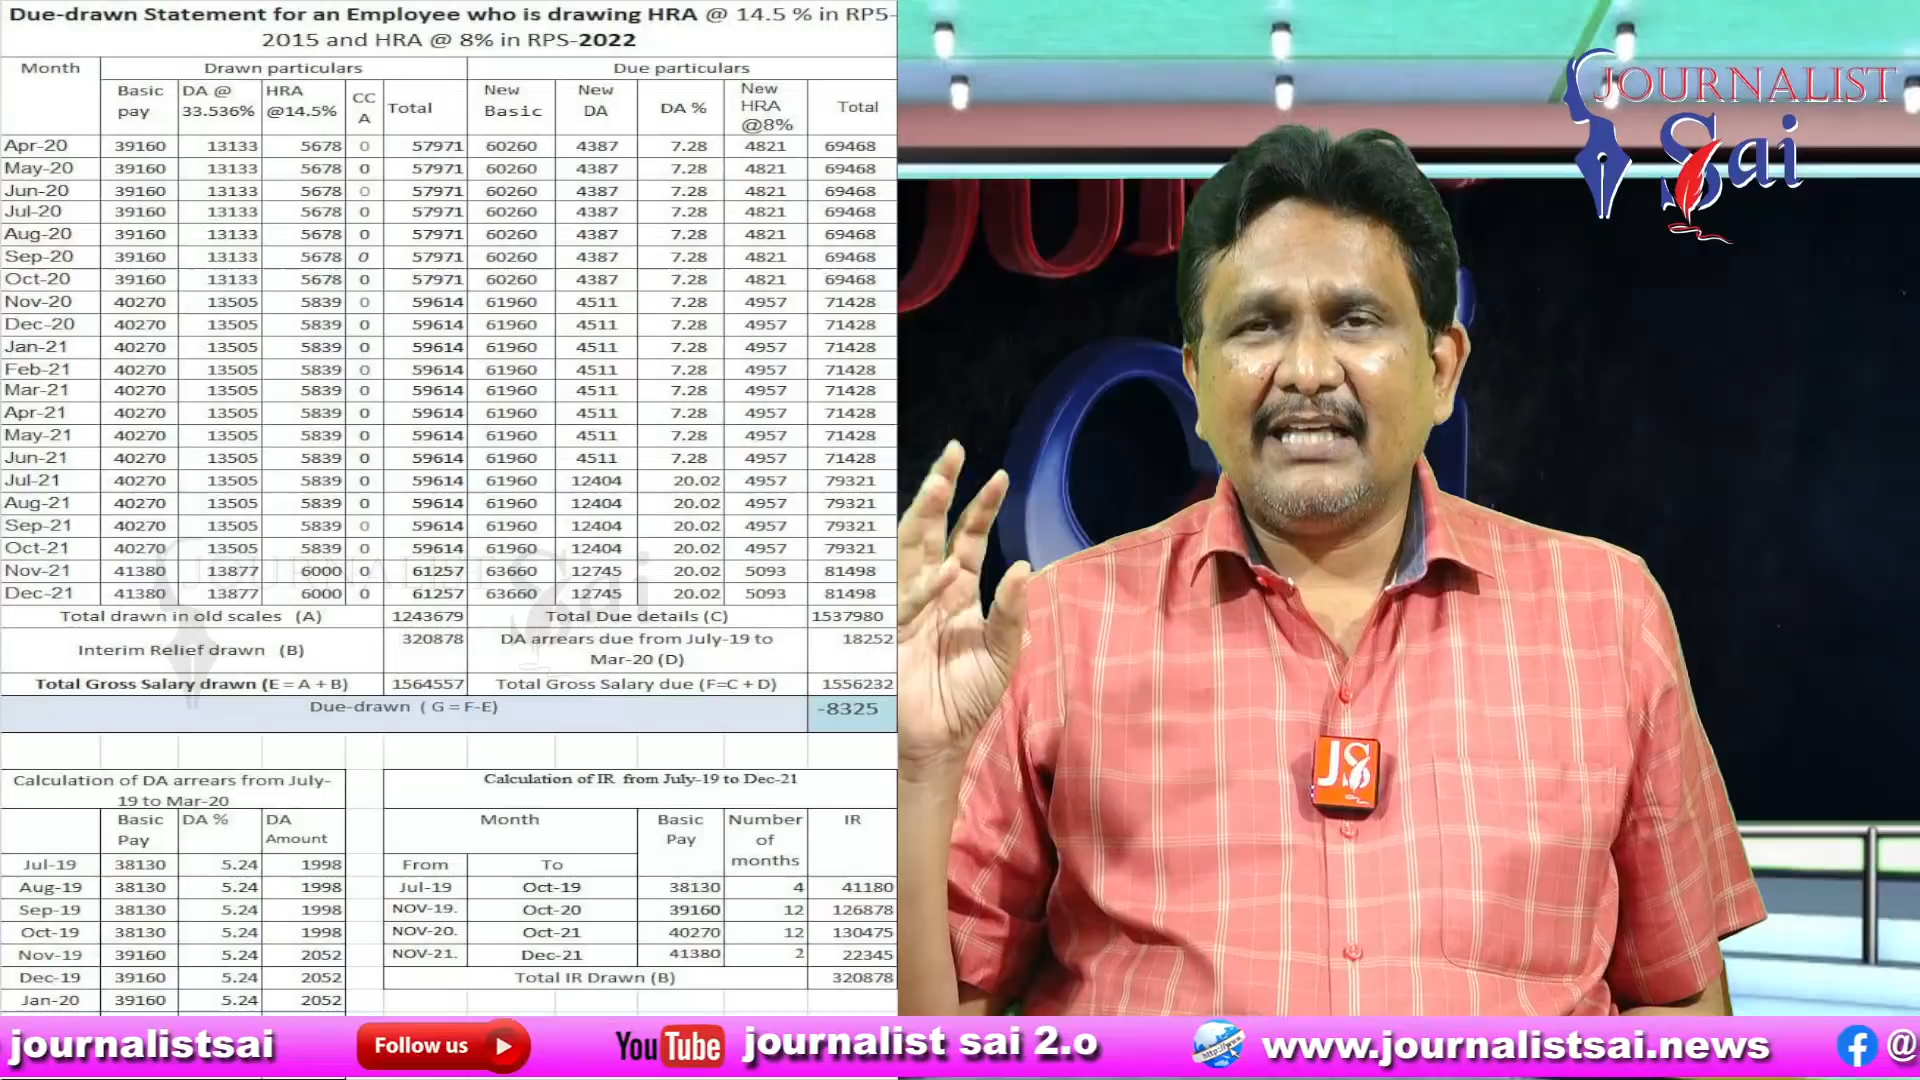 Due-drawn Statement for an Employee who is drawing HRA @ 14.5 % in RPS-
2015 and HRA @ 8% in RPS-2022
Month Drawn particulars Due particulars
Basic pay DA @ 33.536% HRA @14.5% CC A Total New Basic New DA DA % New HRA @8% Total
Apr-20 39160 13133 5678 0 57971 60260 4387 7.28 4821 69468
May-20 39160 13133 5678 0 57971 60260 4387 7.28 4821 69468
Jun-20 39160 13133 5678 0 57971 60260 4387 7.28 4821 69468
Jul-20 39160 13133 5678 0 57971 60260 4387 7.28 4821 69468
Aug-20 39160 13133 5678 0 57971 60260 4387 7.28 4821 69468
Sep-20 39160 13133 5678 0 57971 60260 4387 7.28 4821 69468
Oct-20 39160 13133 5678 0 57971 60260 4387 7.28 4821 69468
Nov-20 40270 13505 5839 0 59614 61960 4511 7.28 4957 71428
Dec-20 40270 13505 5839 0 59614 61960 4511 7.28 4957 71428
Jan-21 40270 13505 5839 0 59614 61960 4511 7.28 4957 71428
Feb-21 40270 13505 5839 0 59614 61960 4511 7.28 4957 71428
Mar-21 40270 13505 5839 0 59614 61960 4511 7.28 4957 71428
Apr-21 40270 13505 5839 0 59614 61960 4511 7.28 4957 71428
May-21 40270 13505 5839 0 59614 61960 4511 7.28 4957 71428
Jun-21 40270 13505 5839 0 59614 61960 4511 7.28 4957 71428
Jul-21 40270 13505 5839 0 59614 61960 12404 20.02 4957 79321
Aug-21 40270 13505 5839 0 59614 61960 12404 20.02 4957 79321
Sep-21 40270 13505 5839 0 59614 61960 12404 20.02 4957 79321
Oct-21 40270 13505 5839 0 59614 61960 12404 20.02 4957 79321
Nov-21 41380 13877 6000 0 61257 63660 12745 20.02 5093 81498
Dec-21 41380 13877 6000 0 61257 63660 12745 20.02 5093 81498
Total drawn in old scales (A) 1243679 Total Due details (C) 1537980
Interim Relief drawn (B) 320878 DA arrears due from July-19 to Mar-20 (D) 18252
Total Gross Salary drawn (E = A + B) 1564557 Total Gross Salary due (F=C + D) 1556232
Due-drawn ( G = F-E) -8325
Calculation of DA arrears from July-
19 to Mar-20
Basic Pay DA % DA Amount
Jul-19 38130 5.24 1998
Aug-19 38130 5.24 1998
Sep-19 38130 5.24 1998
Oct-19 38130 5.24 1998
Nov-19 39160 5.24 2052
Dec-19 39160 5.24 2052
Jan-20 39160 5.24 2052
Calculation of IR from July-19 to Dec-21
Month Basic Pay Number of months IR
From To
Jul-19 Oct-19 38130 4 41180
NOV-19. Oct-20 39160 12 126878
NOV-20. Oct-21 40270 12 130475
NOV-21. Dec-21 41380 2 22345
Total IR Drawn (B) 320878
JOURNALIST
Sai
JOURNALIST
Sai
JS
journalistsai Follow us YouTube journalist sai 2.o http://www www.journalistsai.news f @